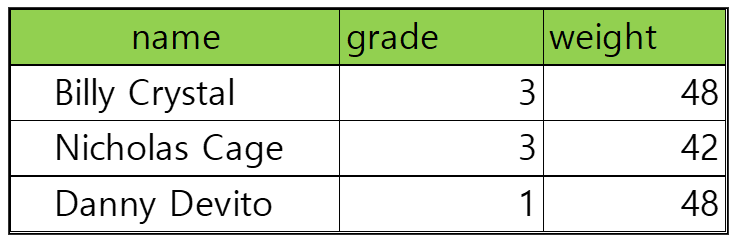 name grade weight
Billy Crystal 3 48
Nicholas Cage 3 42
Danny Devito 1 48